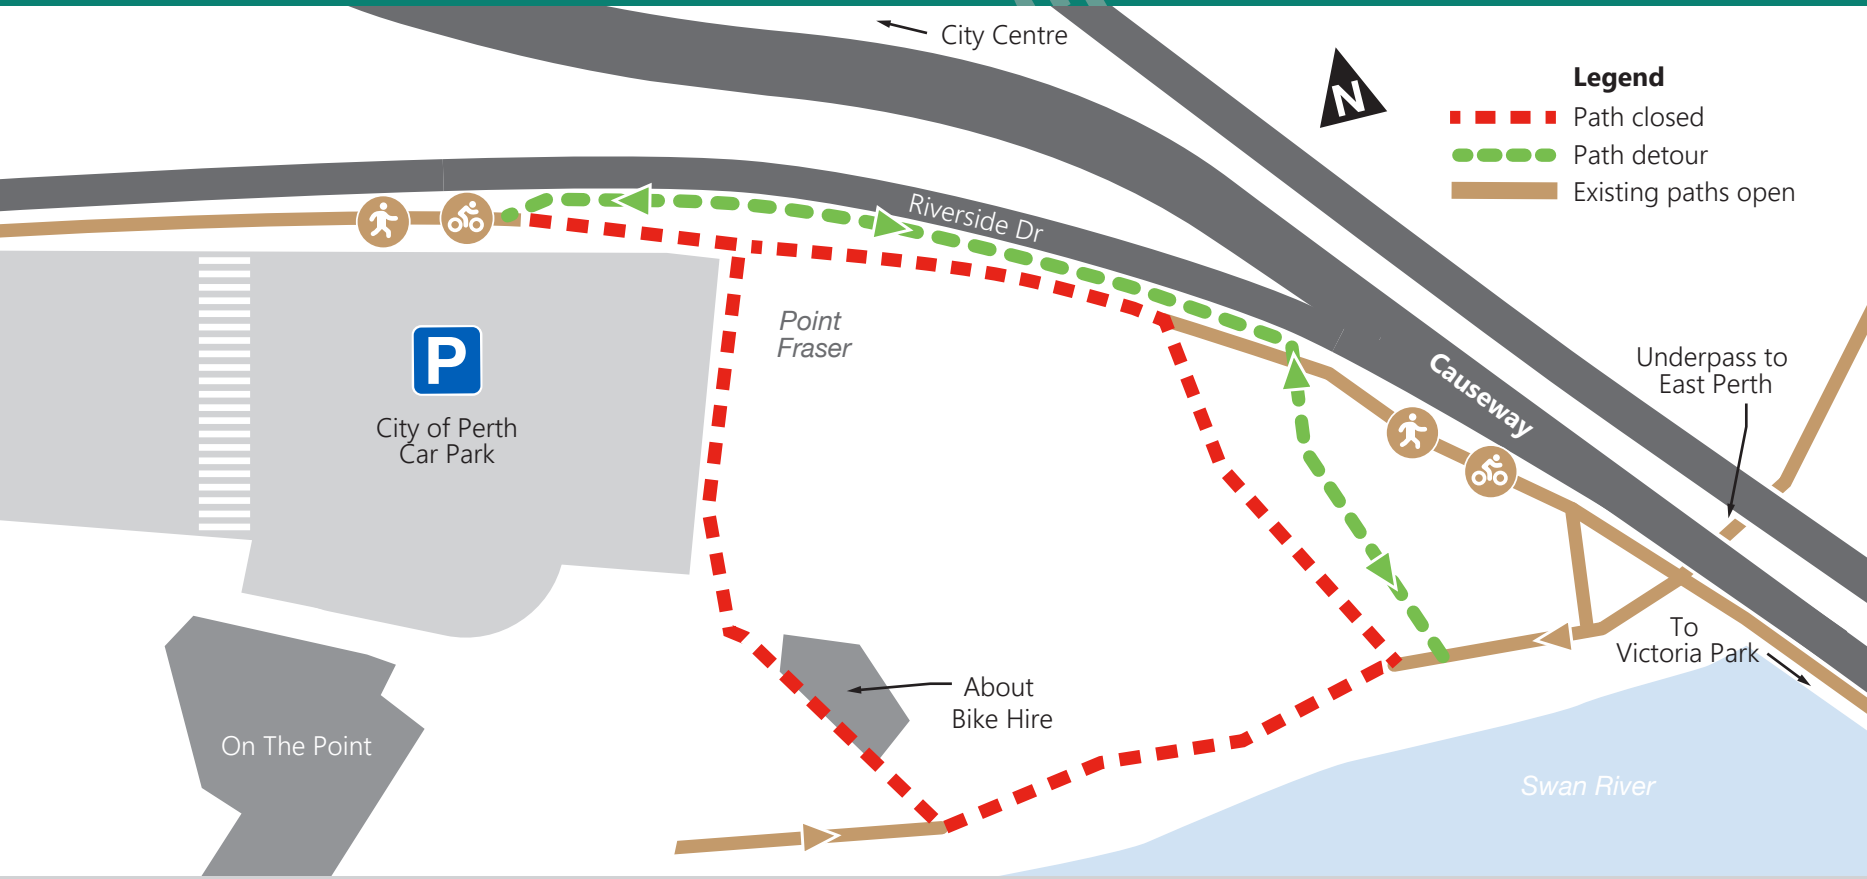 City Centre
N
Legend
Path closed
Path detour
Existing paths open
Riverside Dr
Point
Fraser
P
City of Perth
Car Park
Causeway
Underpass to
East Perth
To
Victoria Park
About
Bike Hire
On The Point
Swan River